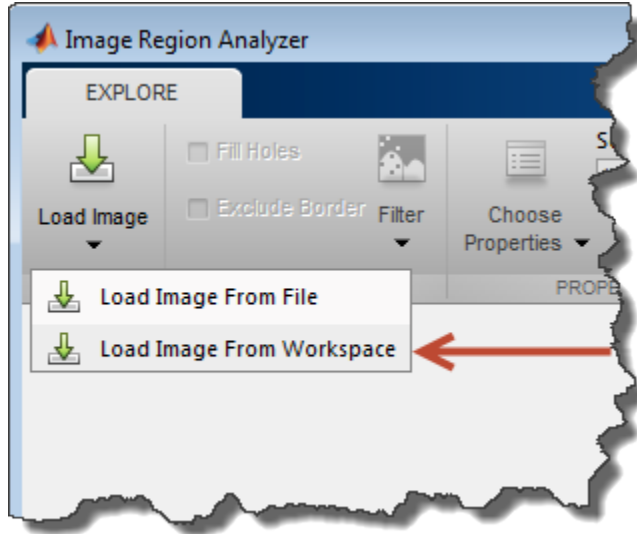 Image Region Analyzer
EXPLORE
Fill Holes
Exclude Border
Load Image
Filter
Choose
Properties
Load Image From File
Load Image From Workspace